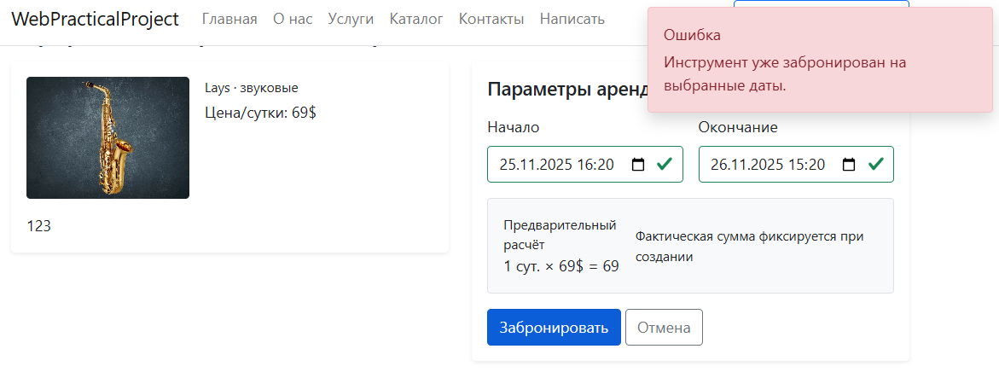 WebPracticalProject
Главная О нас Услуги Каталог Контакты Написать
Ошибка
Инструмент уже забронирован на
выбранные даты.
Lays · звуковые
Цена/сутки: 69$
123
Параметры аренд
Начало
Окончание
25.11.2025 16:20
26.11.2025 15:20
Предварительный
расчёт
1 сут. × 69$ = 69
Фактическая сумма фиксируется при
создании
Забронировать
Отмена